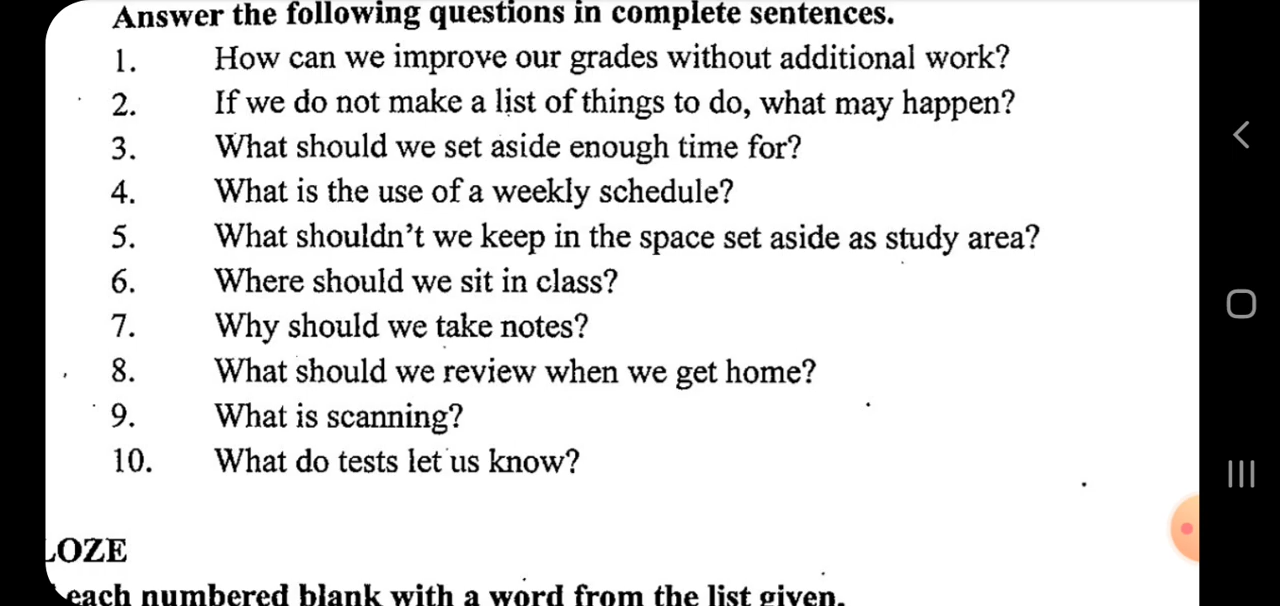 Answer the following questions in complete sentences.
1. How can we improve our grades without additional work?
2. If we do not make a list of things to do, what may happen?
3. What should we set aside enough time for?
4. What is the use of a weekly schedule?
5. What shouldn't we keep in the space set aside as study area?
6. Where should we sit in class?
7. Why should we take notes?
8. What should we review when we get home?
9. What is scanning?
10. What do tests let us know?
LOZE
each numbered blank with a word from the list given.